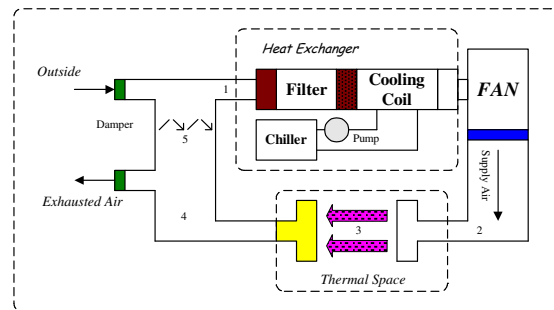 Heat Exchanger
Outside
1
Filter
Cooling
Coil
FAN
Damper
5
Chiller
Pump
Supply Air
Exhausted Air
4
3
2
Thermal Space